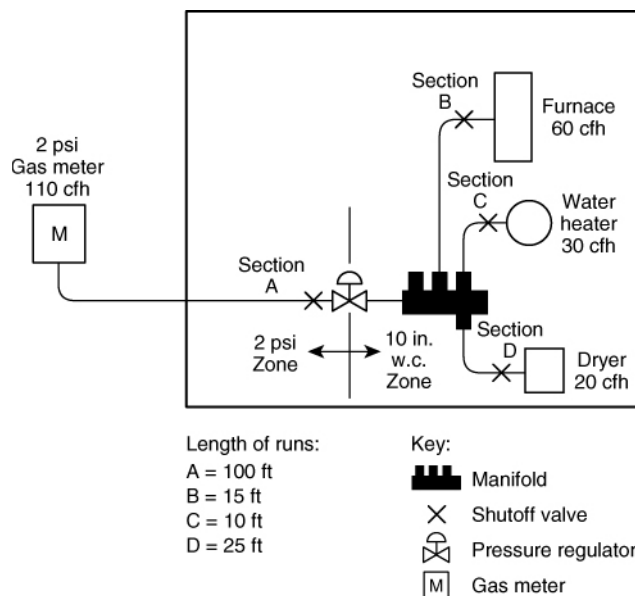 Section
B
Furnace
60 cfh
2 psi
Gas meter
110 cfh
M
Section
C
Water
heater
30 cfh
Section
A
2 psi
Zone
10 in.
w.c.
Zone
Section
D
Dryer
20 cfh
Length of runs:
A = 100 ft
B = 15 ft
C = 10 ft
D = 25 ft
Key:
Manifold
Shutoff valve
Pressure regulator
M
Gas meter